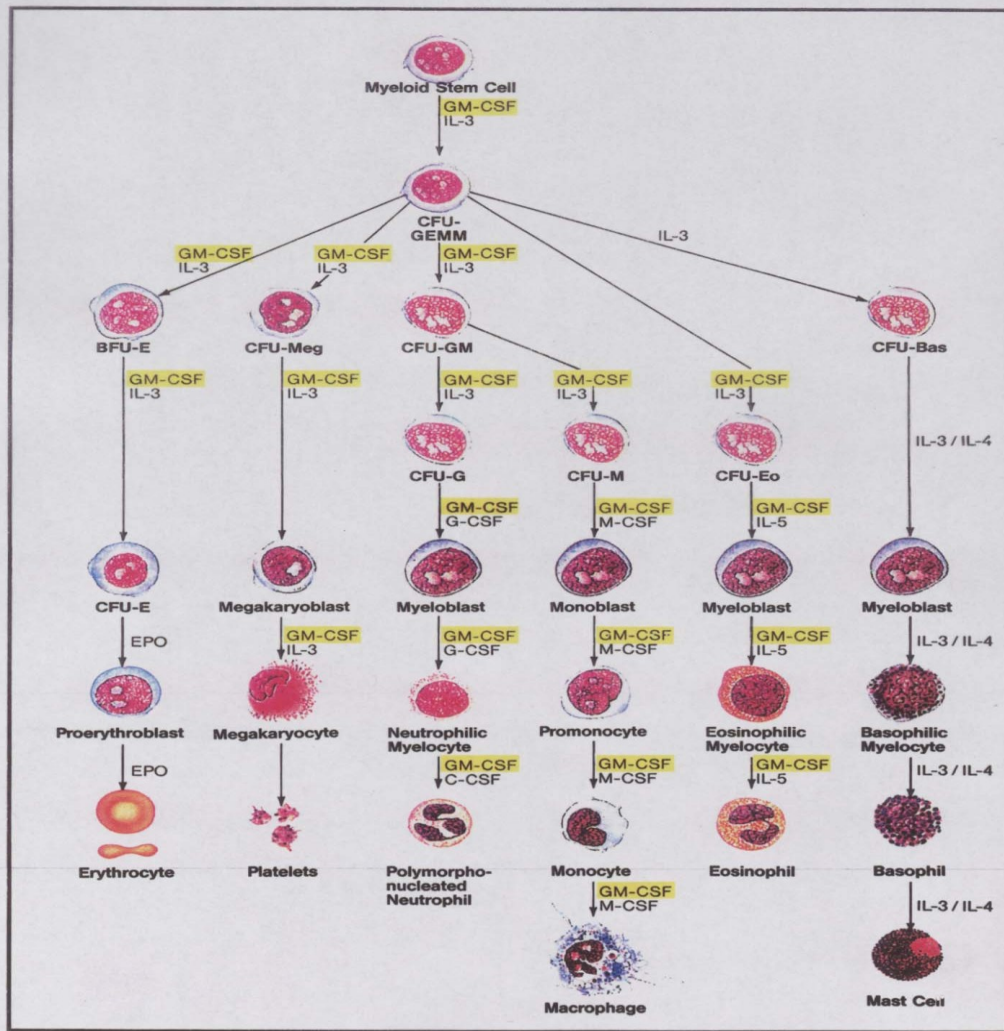 Myeloid Stem Cell
GM-CSF
IL-3
CFU-
GEMM
GM-CSF
IL-3
GM-CSF
IL-3
GM-CSF
IL-3
IL-3
BFU-E
CFU-Meg
CFU-GM
CFU-Bas
GM-CSF
IL-3
GM-CSF
IL-3
GM-CSF
IL-3
GM-CSF
IL-3
GM-CSF
IL-3
IL-3 / IL-4
CFU-G
CFU-M
CFU-Eo
GM-CSF
G-CSF
GM-CSF
M-CSF
GM-CSF
IL-5
CFU-E
Megakaryoblast
Myeloblast
Monoblast
Myeloblast
Myeloblast
EPO
GM-CSF
IL-3
GM-CSF
G-CSF
GM-CSF
M-CSF
GM-CSF
IL-5
IL-3 / IL-4
Proerythroblast
Megakaryocyte
Neutrophilic
Myelocyte
Promonocyte
Eosinophilic
Myelocyte
Basophilic
Myelocyte
EPO
GM-CSF
C-CSF
GM-CSF
M-CSF
GM-CSF
IL-5
IL-3 / IL-4
Erythrocyte
Platelets
Polymorpho-
nucleated
Neutrophil
Monocyte
Eosinophil
Basophil
GM-CSF
M-CSF
IL-3 / IL-4
Macrophage
Mast Cell